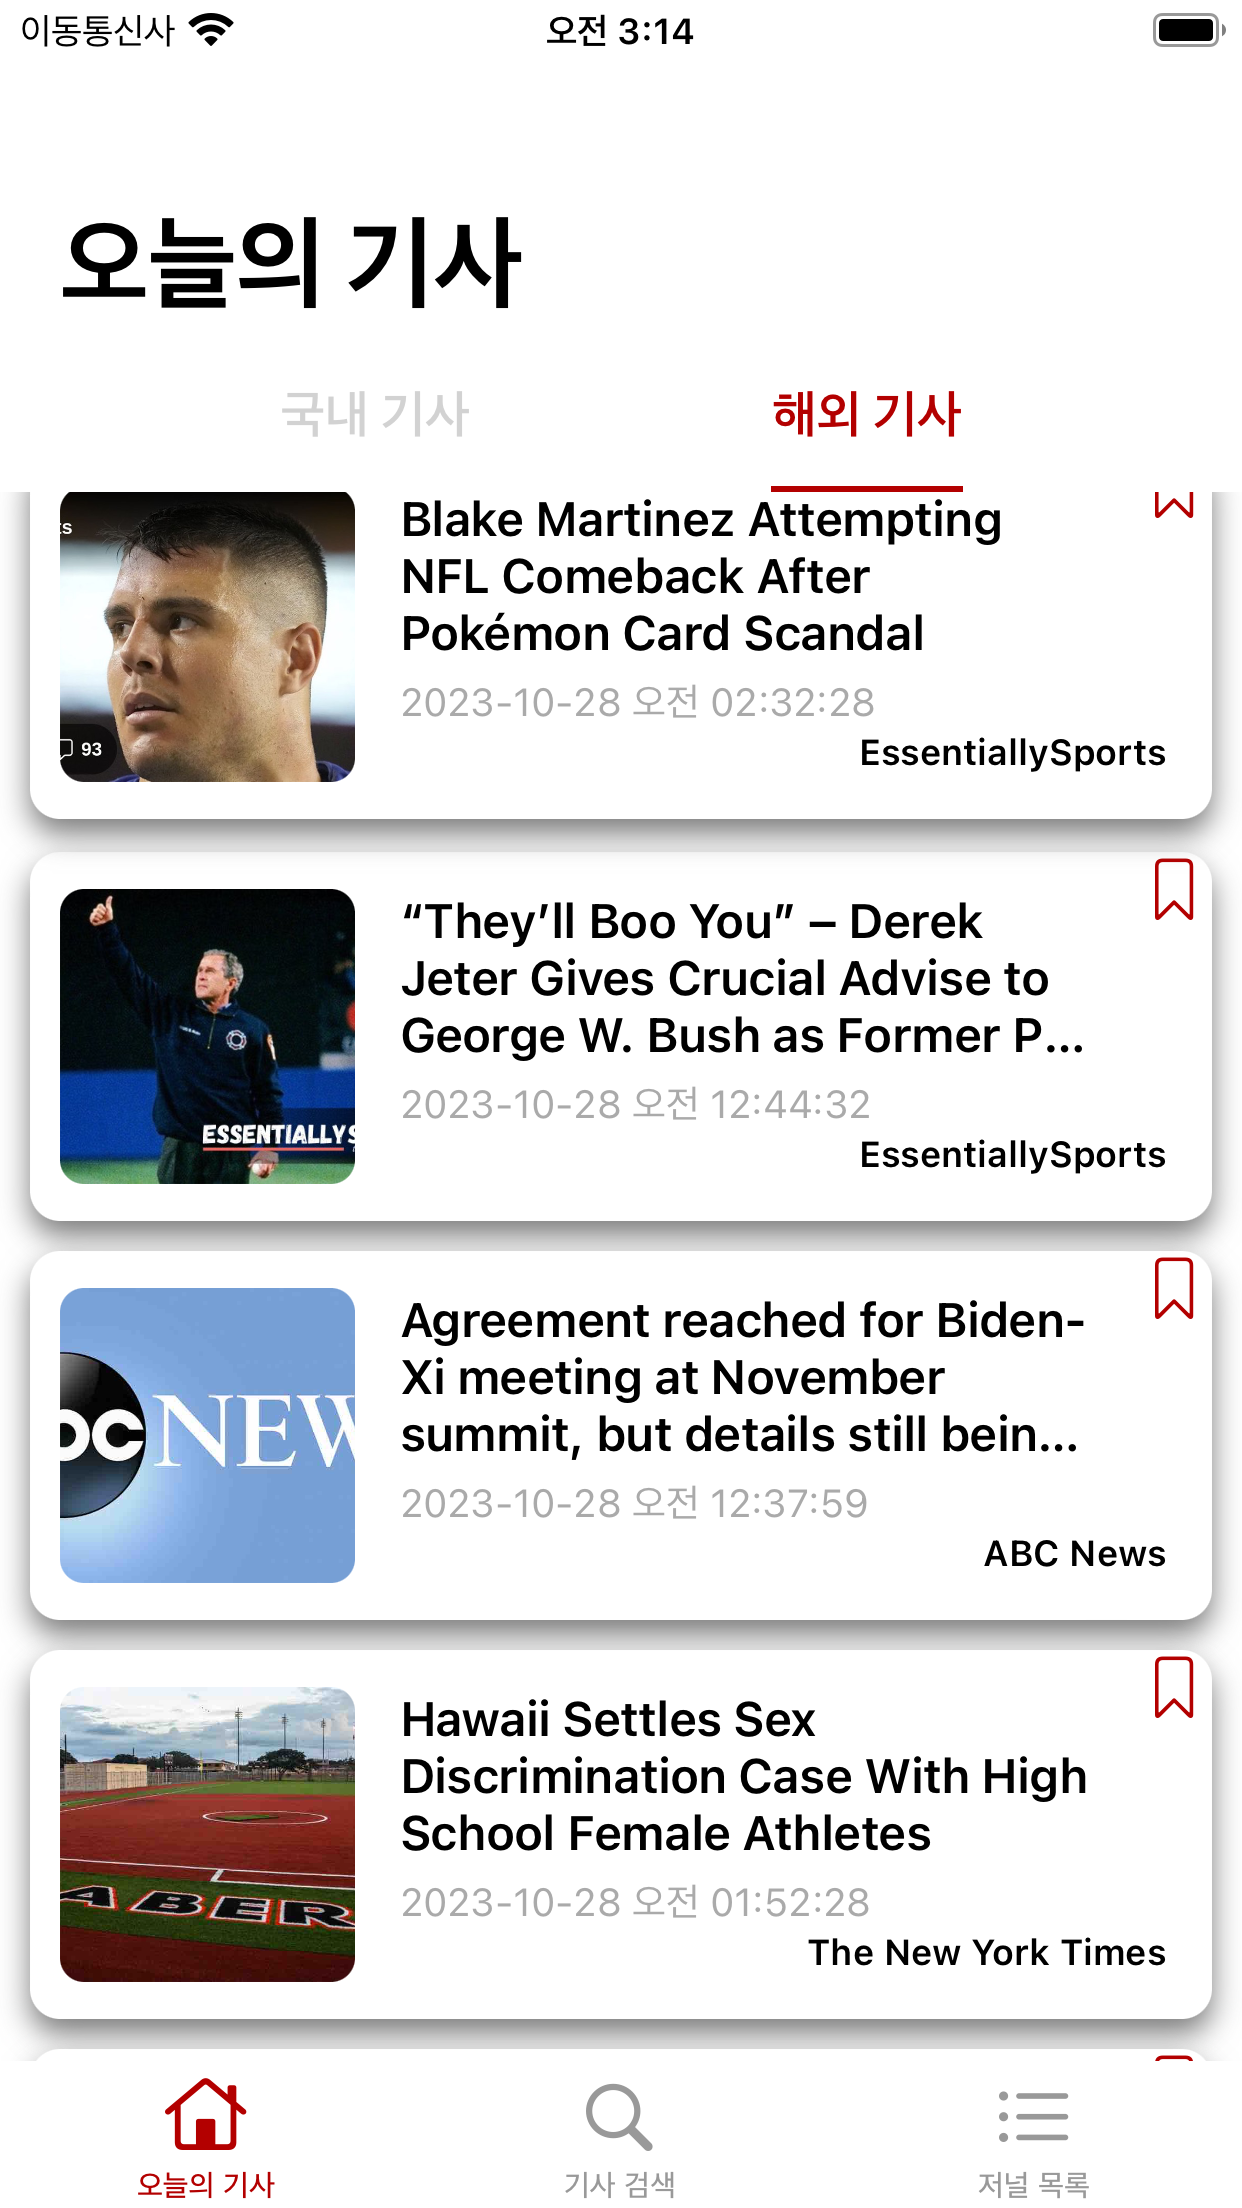 이동통신사
오전 3:14
오늘의 기사
국내 기사
해외 기사
ts
93
Blake Martinez Attempting
NFL Comeback After
Pokémon Card Scandal
2023-10-28 오전 02:32:28
EssentiallySports
ESSENTIALLYS
“They’ll Boo You” – Derek
Jeter Gives Crucial Advise to
George W. Bush as Former P...
2023-10-28 오전 12:44:32
EssentiallySports
bc NEW
Agreement reached for Biden-
Xi meeting at November
summit, but details still bein...
2023-10-28 오전 12:37:59
ABC News
ABER
Hawaii Settles Sex
Discrimination Case With High
School Female Athletes
2023-10-28 오전 01:52:28
The New York Times
오늘의 기사
기사 검색
저널 목록